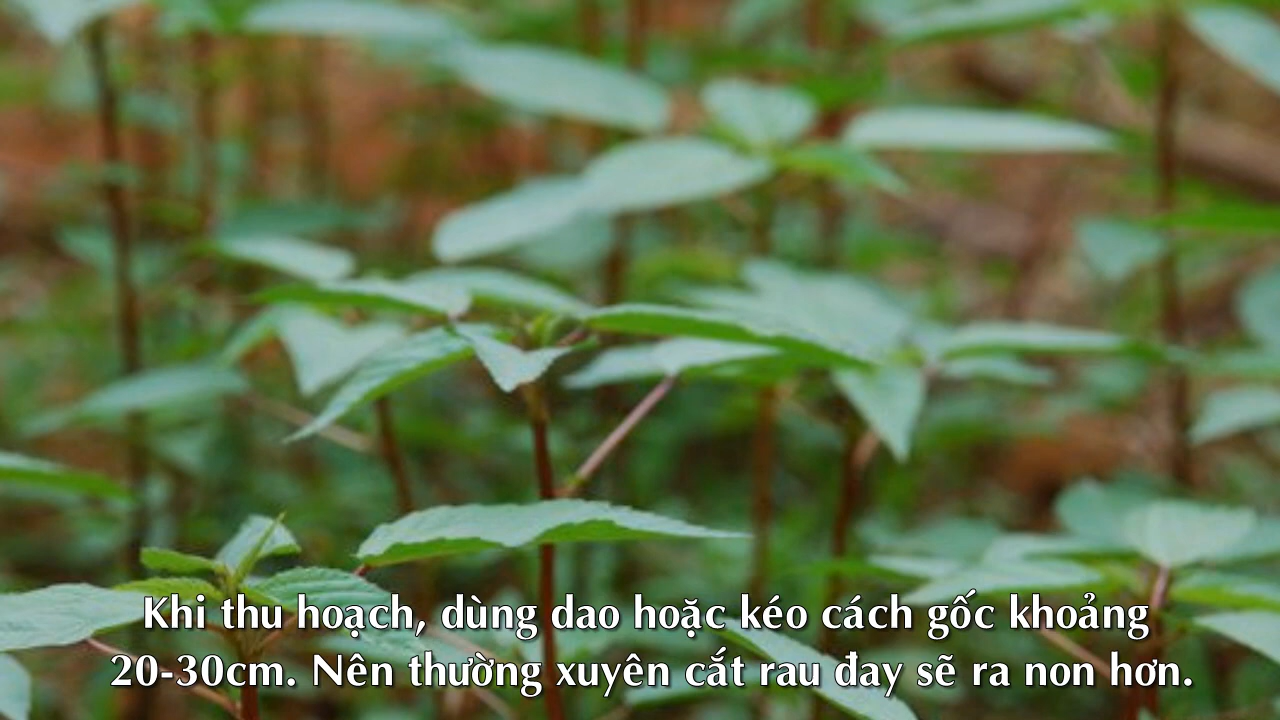 Khi thu hoạch, dùng dao hoặc kéo cách gốc khoảng
20-30cm. Nên thường xuyên cắt rau đay sẽ ra non hơn.